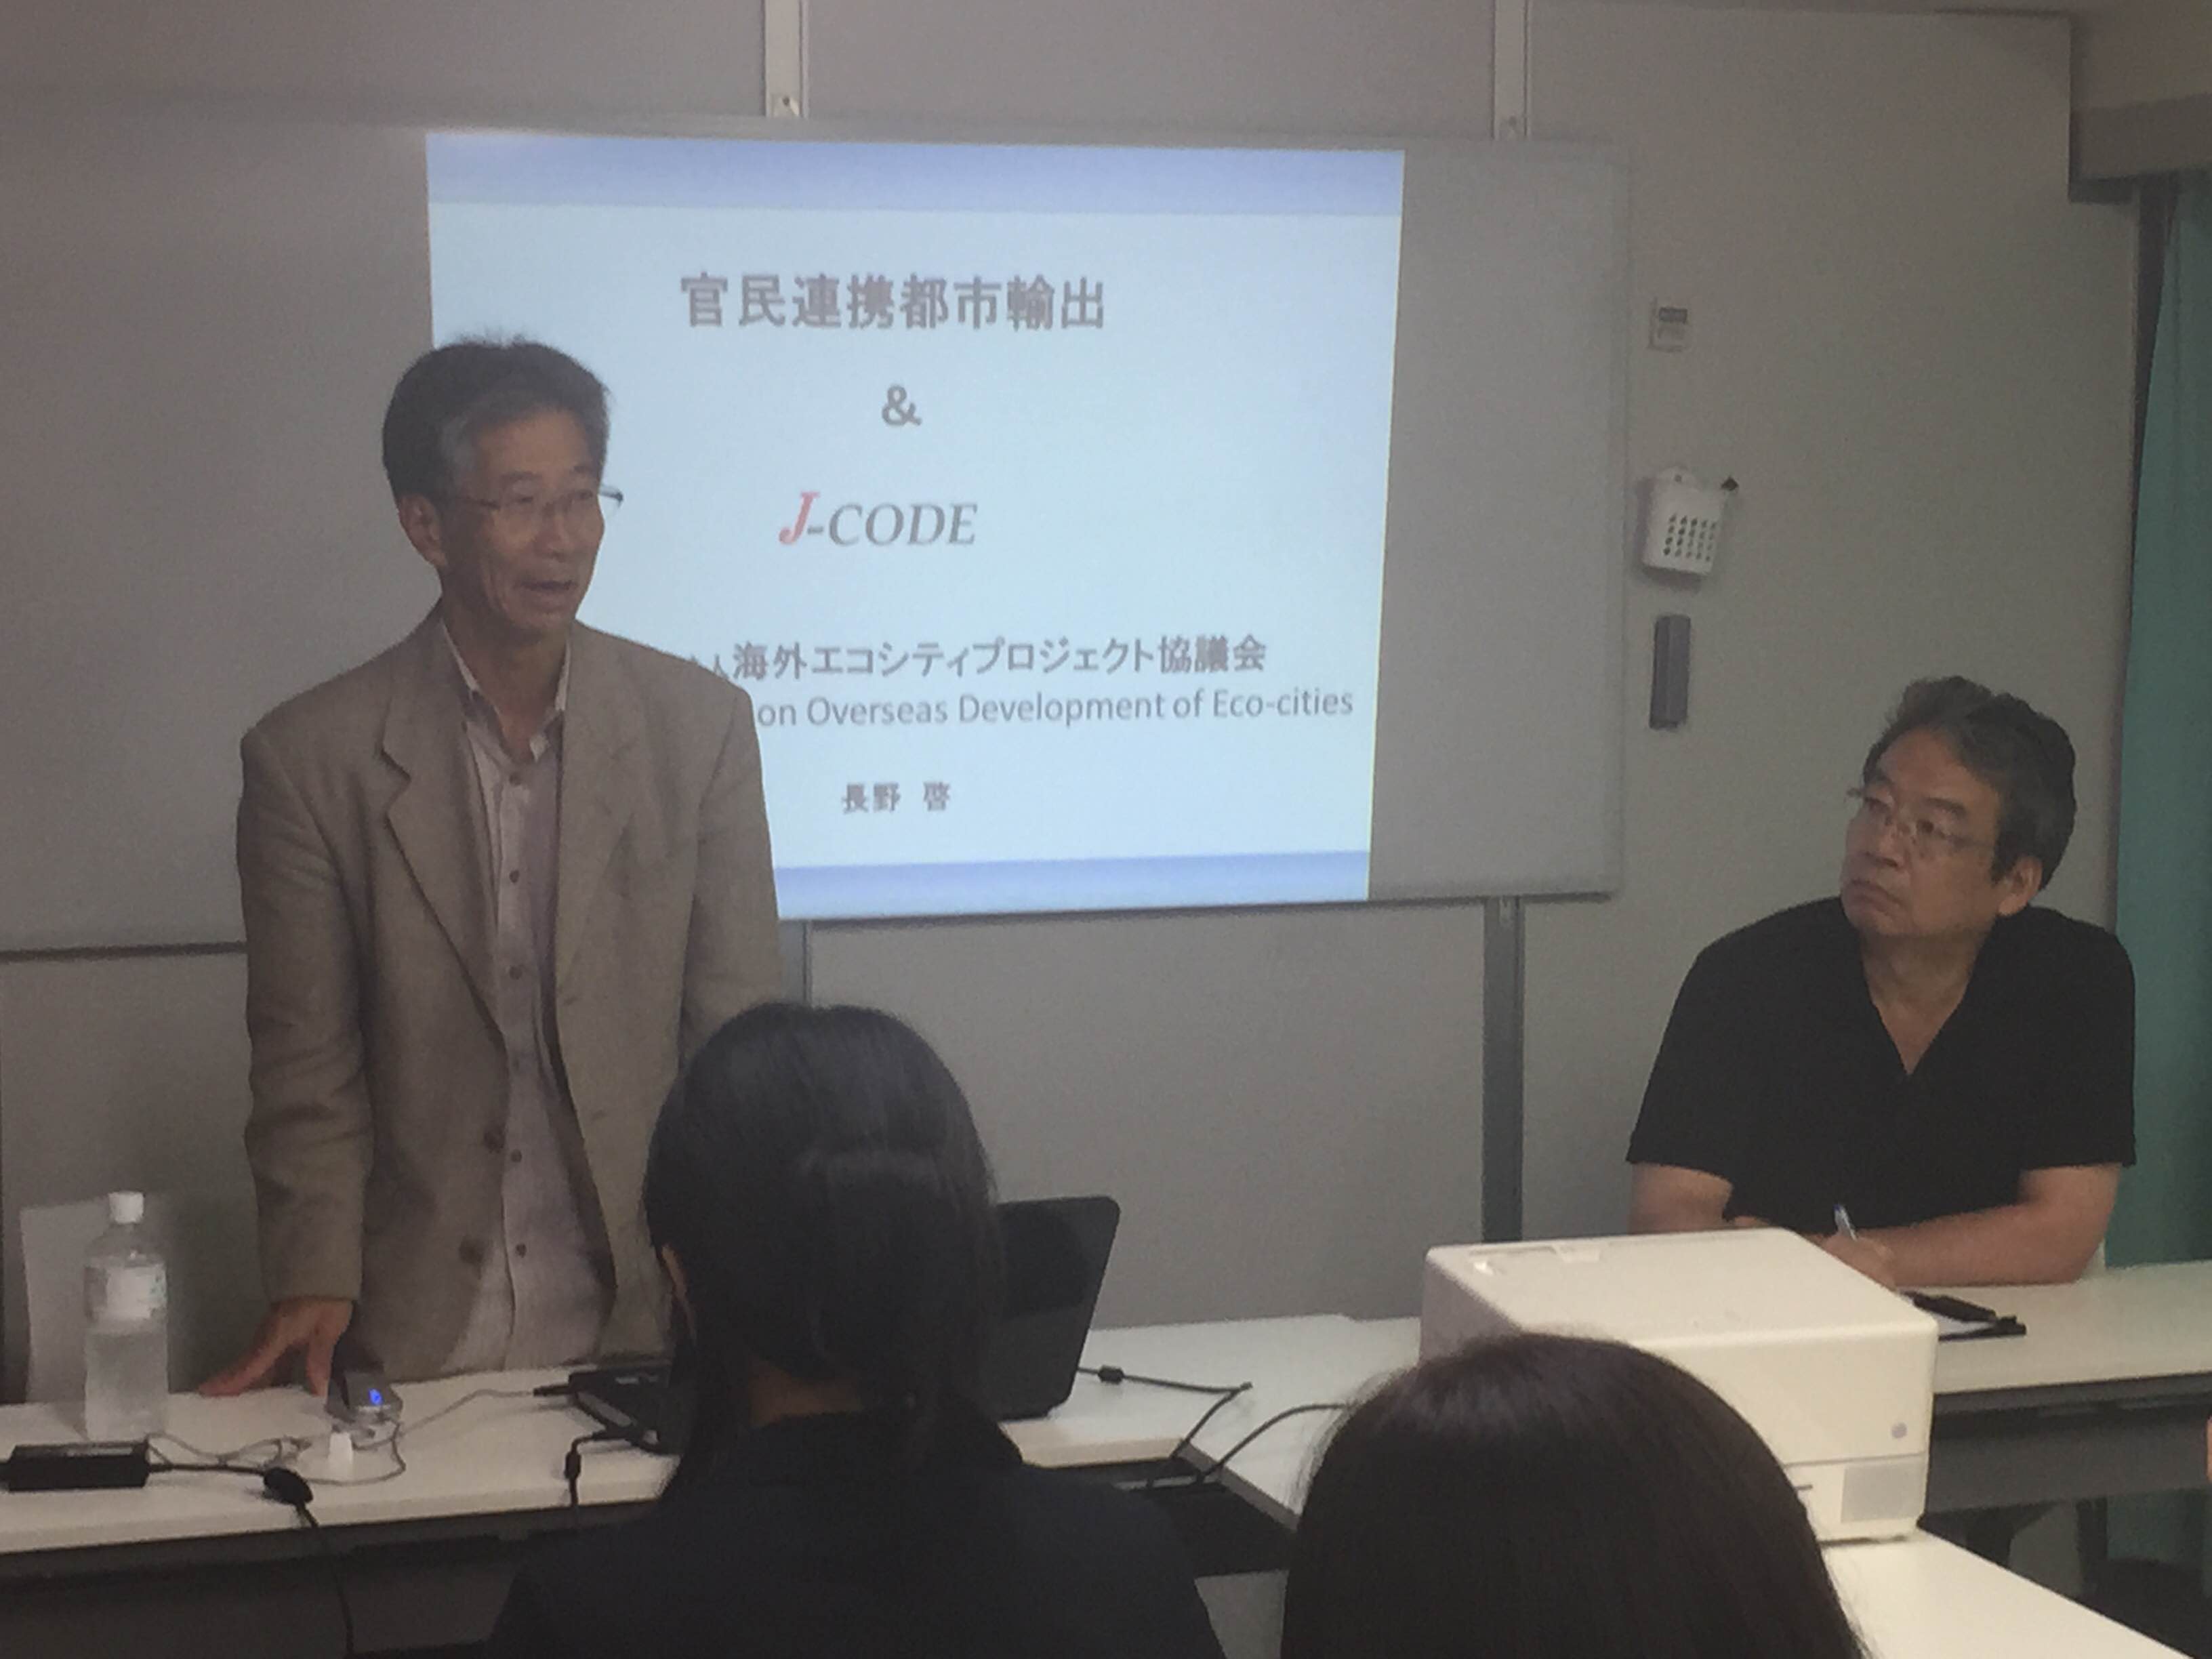 官民連携都市輸出
&
J-CODE
人海外エコシティプロジェクト協議会
on Overseas Development of Eco-cities
長野 啓